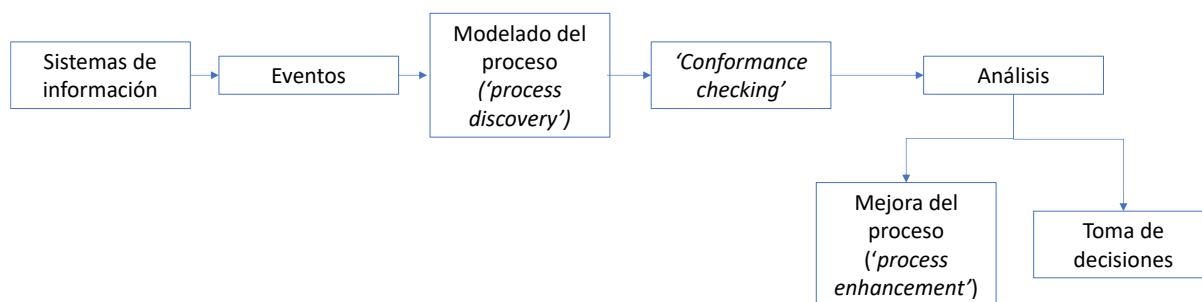 Sistemas de
información
Eventos
Modelado del
proceso
(‘process
discovery’)
‘Conformance
checking’
Análisis
Mejora del
proceso
(‘process
enhancement’)
Toma de
decisiones